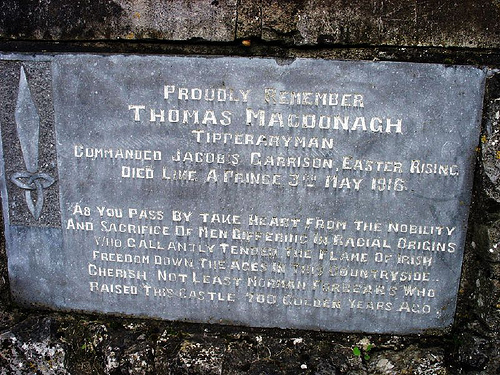 Proudly Remember
Thomas MacDonagh
Tipperaryman
Commanded Jacob's Garrison, Easter Rising,
Died Like A Prince 3rd May 1916.
As You Pass By Take Heart From The Nobility
And Sacrifice Of Men Differing In Racial Origins
Who Gallantly Tended The Flame Of Irish
Freedom Down The Ages In This Countryside.
Cherish Not Least Norman Forbears Who
Raised This Castle 700 Golden Years Ago.